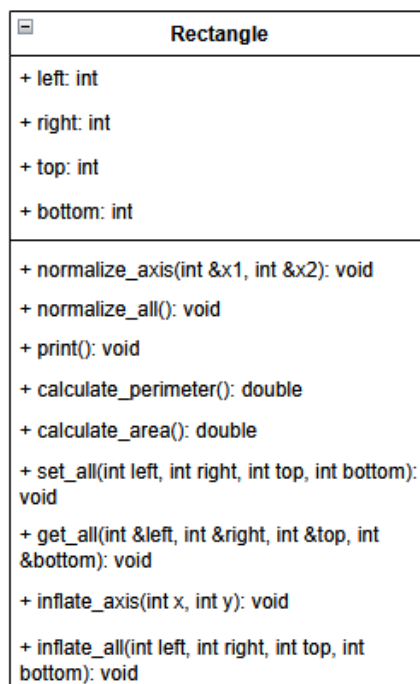 Rectangle
+ left: int
+ right: int
+ top: int
+ bottom: int
+ normalize_axis(int &x1, int &x2): void
+ normalize_all(): void
+ print(): void
+ calculate_perimeter(): double
+ calculate_area(): double
+ set_all(int left, int right, int top, int bottom):
void
+ get_all(int &left, int &right, int &top, int
&bottom): void
+ inflate_axis(int x, int y): void
+ inflate_all(int left, int right, int top, int
bottom): void